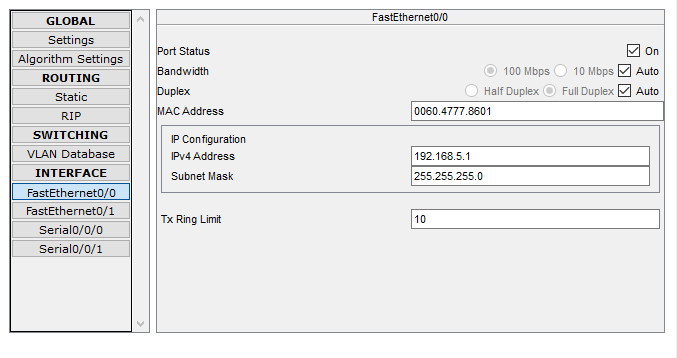 GLOBAL
Settings
Algorithm Settings
ROUTING
Static
RIP
SWITCHING
VLAN Database
INTERFACE
FastEthernet0/0
FastEthernet0/1
Serial0/0/0
Serial0/0/1
FastEthernet0/0
Port Status On
Bandwidth 100 Mbps 10 Mbps Auto
Duplex Half Duplex Full Duplex Auto
MAC Address 0060.4777.8601
IP Configuration
IPv4 Address 192.168.5.1
Subnet Mask 255.255.255.0
Tx Ring Limit 10